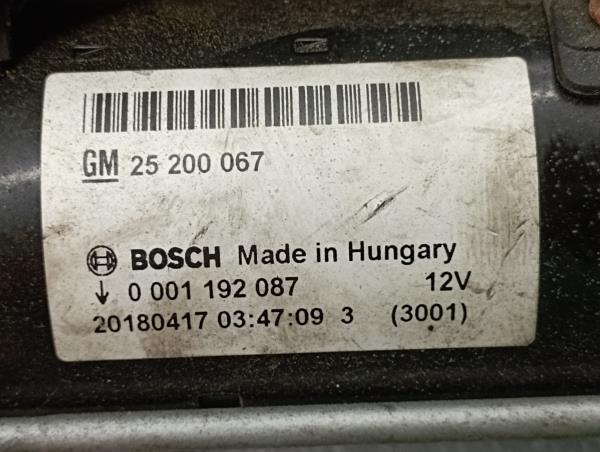 GM 25 200 067
BOSCH Made in Hungary
↓ 0 001 192 087 12V
20180417 03:47:09 3 (3001)